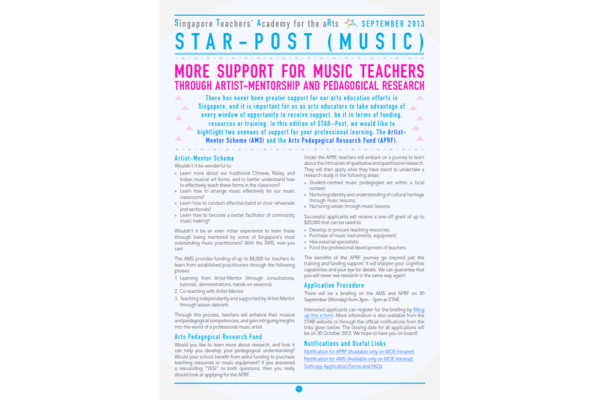 Singapore Teachers' Academy for the aRts SEPTEMBER 2013
STAR-POST (MUSIC)
MORE SUPPORT FOR MUSIC TEACHERS
THROUGH ARTIST-MENTORSHIP AND PEDAGOGICAL RESEARCH
There has never been greater support for our arts education efforts in
Singapore, and it is important for us as arts educators to take advantage of
every window of opportunity to receive support, be it in terms of funding,
resources or training. In this edition of STAR-Post, we would like to
highlight two avenues of support for your professional learning: The Artist-
Mentor Scheme (AMS) and the Arts Pedagogical Research Fund (APRF).
Artist-Mentor Scheme
Wouldn't it be wonderful to:
» Learn more about our traditional Chinese, Malay, and
Indian musical art forms, and to better understand how
to effectively teach these forms in the classroom?
» Learn how to arrange music effectively for our music
classrooms?
» Learn how to conduct effective band or choir rehearsals
and sectionals?
» Learn how to become a better facilitator of community
music making?
Wouldn't it be an even richer experience to learn these
through being mentored by some of Singapore's most
outstanding music practitioners? With the AMS, now you
can!
The AMS provides funding of up to $8,000 for teachers to
learn from established practitioners through the following
phases:
1. Learning from Artist-Mentor (through consultations,
tutorials, demonstrations, hands-on sessions)
2. Co-teaching with Artist-Mentor
3. Teaching independently and supported by Artist-Mentor
through lesson debriefs
Through this process, teachers will enhance their musical
and pedagogical competencies, and gain intriguing insights
into the world of a professional music artist.
Arts Pedagogical Research Fund
Would you like to learn more about research, and how it
can help you develop your pedagogical understanding?
Would your school benefit from extra funding to purchase
teaching resources or music equipment? If you answered
a resounding "YES!" to both questions, then you really
should look at applying for the APRF.
Under the APRF, teachers will embark on a journey to learn
about the intricacies of qualitative and quantitative research.
They will then apply what they have learnt to undertake a
research study in the following areas:
» Student-centred music pedagogies set within a local
context;
» Nurturing identity and understanding of cultural heritage
through music lessons;
» Nurturing values through music lessons.
Successful applicants will receive a one-off grant of up to
$20,000 that can be used to:
» Develop or procure teaching resources;
» Purchase of music instruments, equipment;
» Hire external specialists;
» Fund the professional development of teachers.
The benefits of the APRF journey go beyond just the
training and funding support. It will sharpen your cognitive
capabilities and your eye for details. We can guarantee that
you will never see research in the same way again!
Application Procedure
There will be a briefing on the AMS and APRF on 30
September (Monday) from 3pm - 5pm at STAR.
Interested applicants can register for the briefing by filling
up this e-form. More information is also available from the
STAR website or through the official notifications from the
links given below. The closing date for all applications will
be on 30 October 2013. We hope to have you on board!
Notifications and Useful Links
Notification for APRF (Available only on MOE Intranet)
Notification for AMS (Available only on MOE Intranet)
Softcopy Application Forms and FAQs